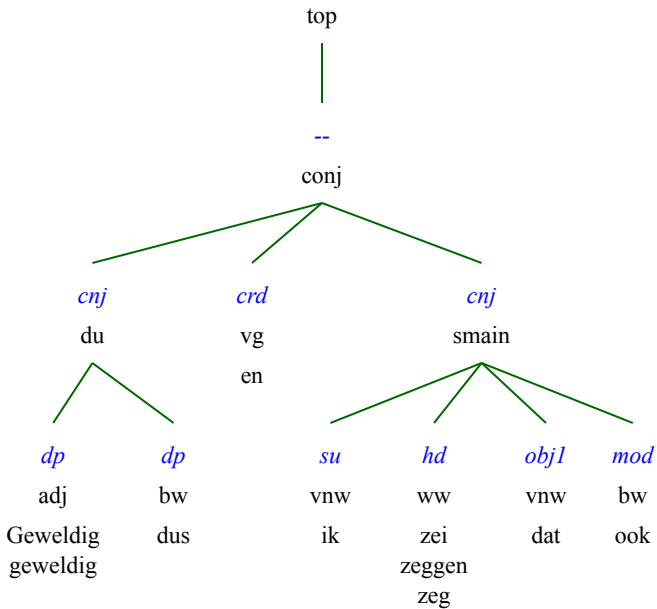 top
--
conj
cnj crd cnj
du vg smain
en
dp dp su hd obj1 mod
adj bw vnw ww vnw bw
Geweldig dus ik zei dat ook
geweldig zeggen
zeg